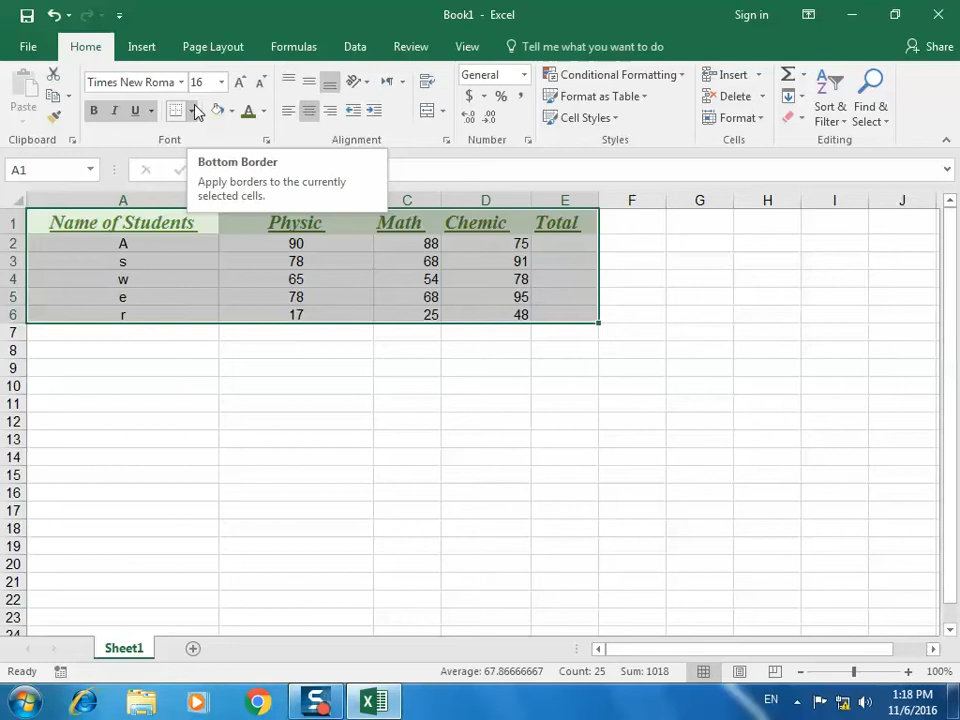 Book1 - Excel
Sign in
File Home Insert Page Layout Formulas Data Review View Tell me what you want to do Share
Paste
Times New Roma 16
B I U A
General
$ % ,
Conditional Formatting
Format as Table
Cell Styles
Insert
Delete
Format
Sort & Filter
Find & Select
Clipboard Font Alignment Number Styles Cells Editing
A1
Bottom Border
Apply borders to the currently
selected cells.
A C D E F G H I J
1 Name of Students Physic Math Chemic Total
2 A 90 88 75
3 s 78 68 91
4 w 65 54 78
5 e 78 68 95
6 r 17 25 48
7
8
9
10
11
12
13
14
15
16
17
18
19
20
21
22
23
24
Sheet1
Ready Average: 67.86666667 Count: 25 Sum: 1018 100%
EN
1:18 PM
11/6/2016